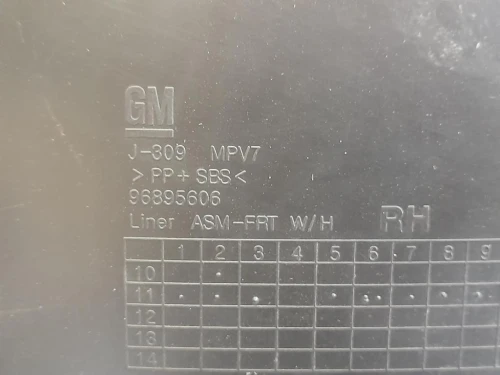 GM
J-309 MPV7
>PP+SBS<
96895606
Liner ASM-FRT W/H RH
1 2 3 4 5 6 7 8 9
10
11
12
13
14